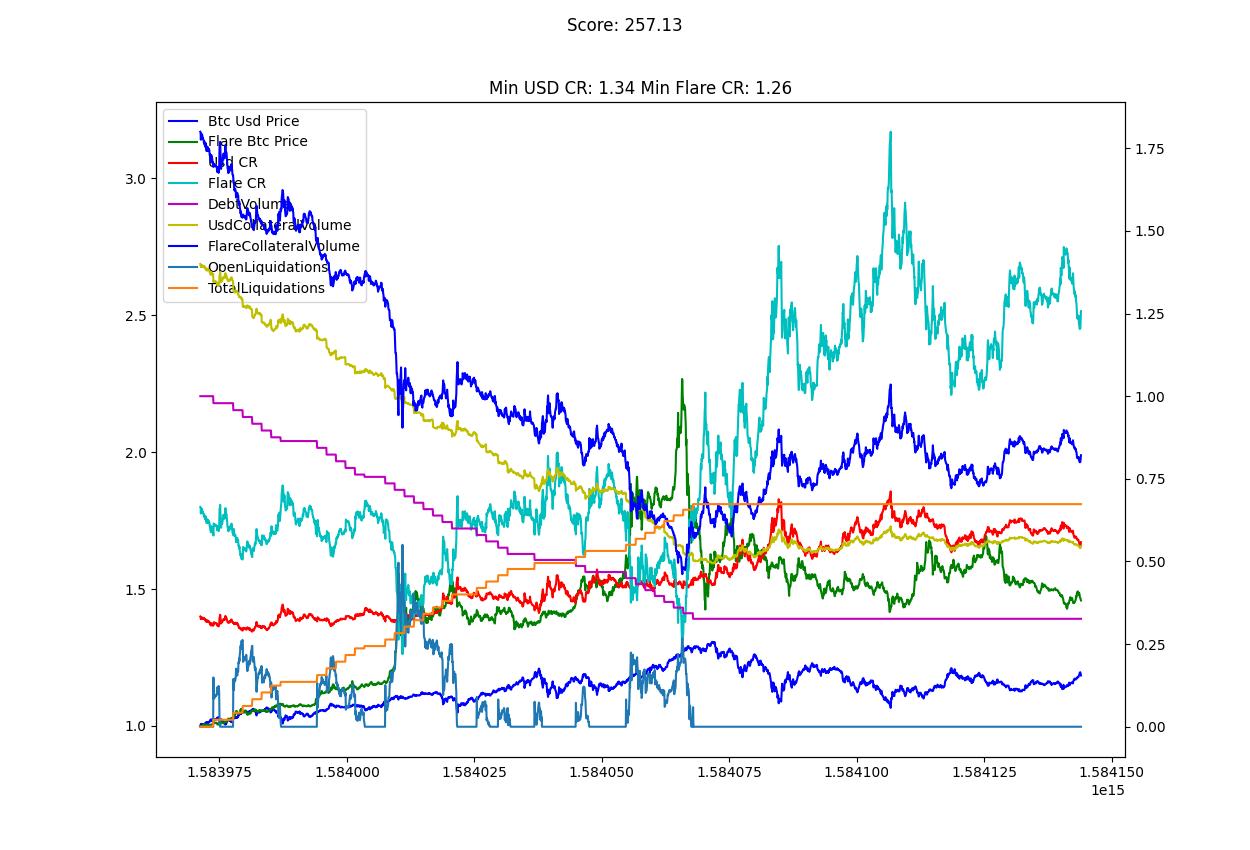 Score: 257.13
Min USD CR: 1.34 Min Flare CR: 1.26
Btc Usd Price
Flare Btc Price
Usd CR
Flare CR
DebtVolume
UsdCollateralVolume
FlareCollateralVolume
OpenLiquidations
TotalLiquidations
3.0
2.5
2.0
1.5
1.0
1.75
1.50
1.25
1.00
0.75
0.50
0.25
0.00
1.583975 1.584000 1.584025 1.584050 1.584075 1.584100 1.584125 1.584150
1e15